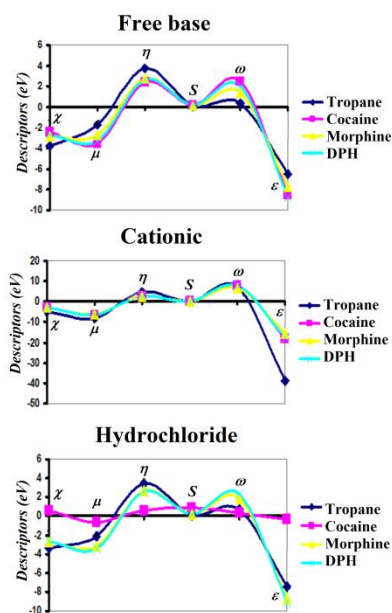 Free base
Descriptors (eV)
6
4
2
0
-2
-4
-6
-8
-10
χ
μ
η
S
ω
ε
Tropane
Cocaine
Morphine
DPH
Cationic
Descriptors (eV)
20
10
0
-10
-20
-30
-40
-50
χ
μ
η
S
ω
ε
Tropane
Cocaine
Morphine
DPH
Hydrochloride
Descriptors (eV)
6
4
2
0
-2
-4
-6
-8
-10
χ
μ
η
S
ω
ε
Tropane
Cocaine
Morphine
DPH